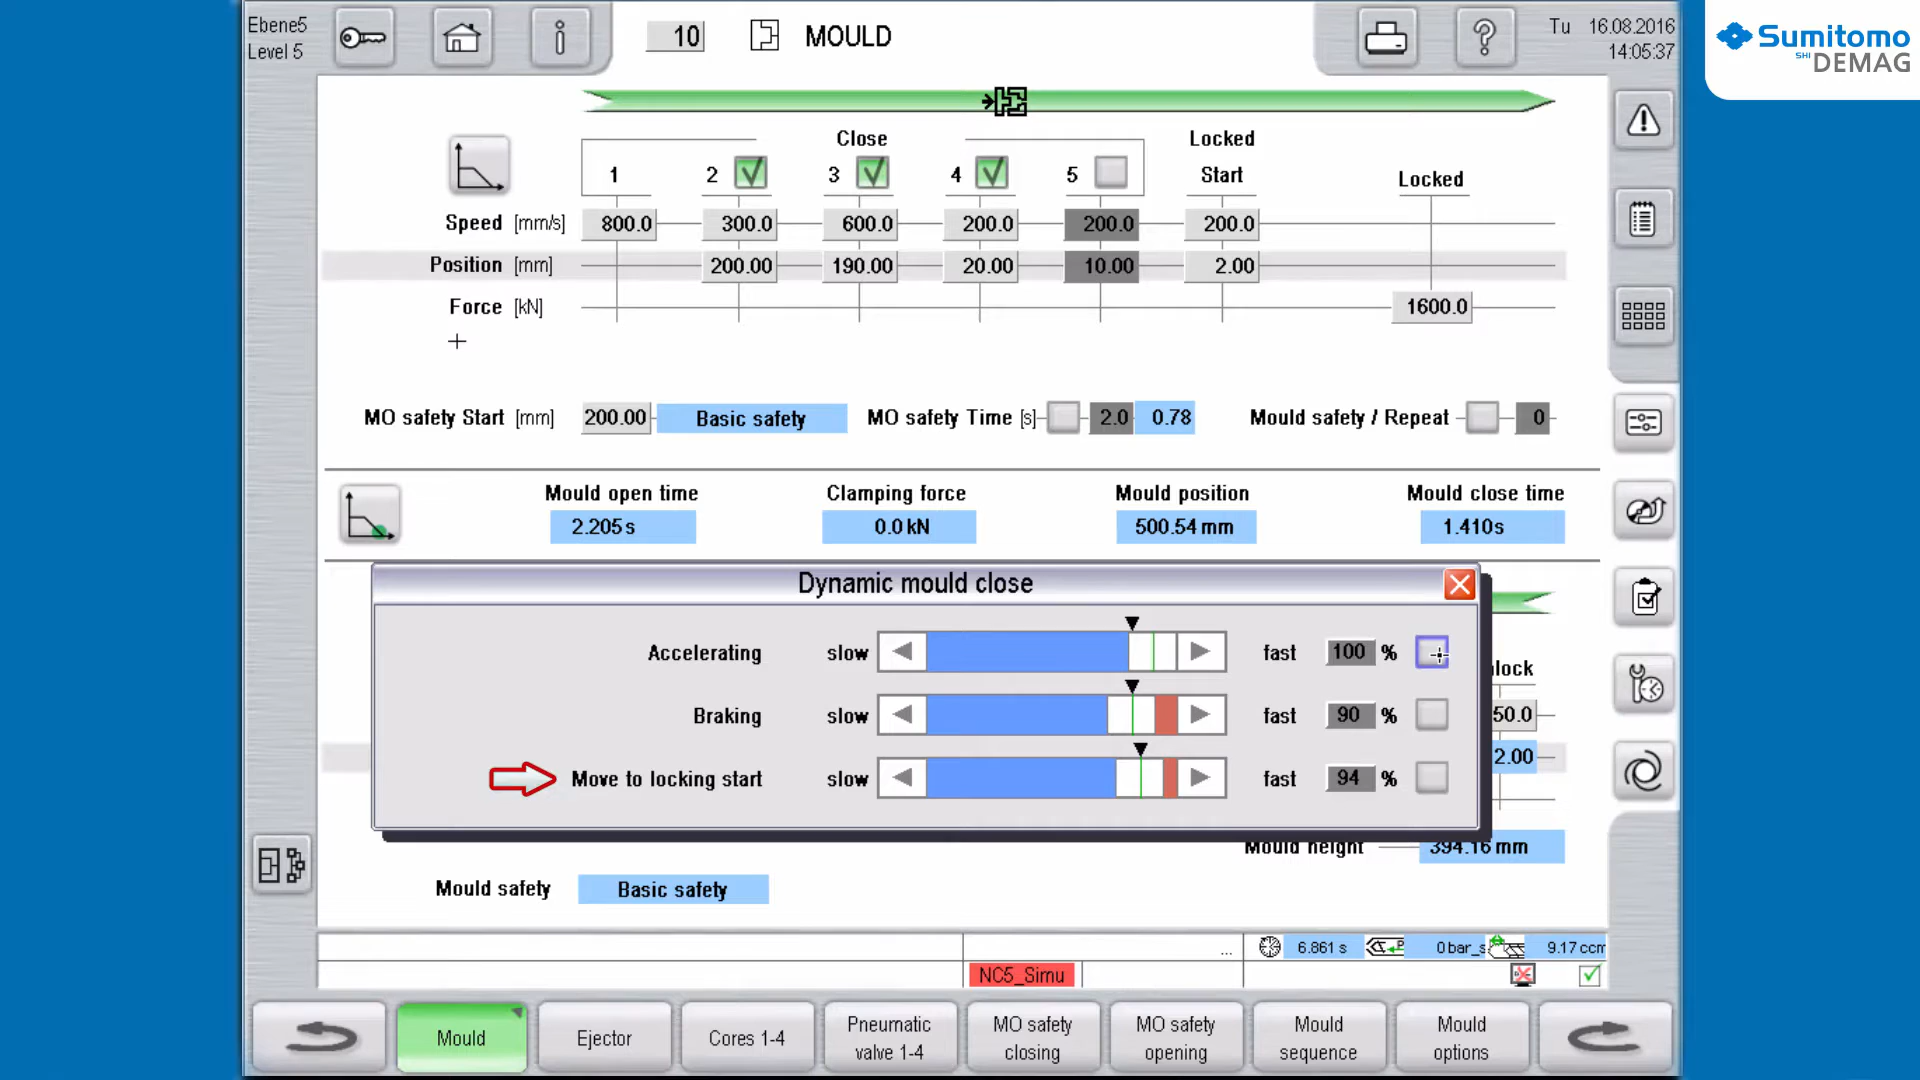 Ebene5
Level 5
10
MOULD
Tu 16.08.2016
14:05:37
Sumitomo
SHI DEMAG
Close
Locked
1 2 3 4 5 Start Locked
Speed [mm/s] 800.0 300.0 600.0 200.0 200.0 200.0
Position [mm] 200.00 190.00 20.00 10.00 2.00
Force [kN] 1600.0
MO safety Start [mm] 200.00 Basic safety MO safety Time [s] 2.0 0.78 Mould safety / Repeat 0
Mould open time Clamping force Mould position Mould close time
2.205 s 0.0 kN 500.54 mm 1.410s
Dynamic mould close
Accelerating slow fast 100 %
Braking slow fast 90 %
Move to locking start slow fast 94 %
lock
50.0
2.00
Mould height 394.16 mm
Mould safety Basic safety
... 6.861 s 0 bar_s 9.17 ccm
NC5_Simu
Mould
Ejector
Cores 1-4
Pneumatic
valve 1-4
MO safety
closing
MO safety
opening
Mould
sequence
Mould
options